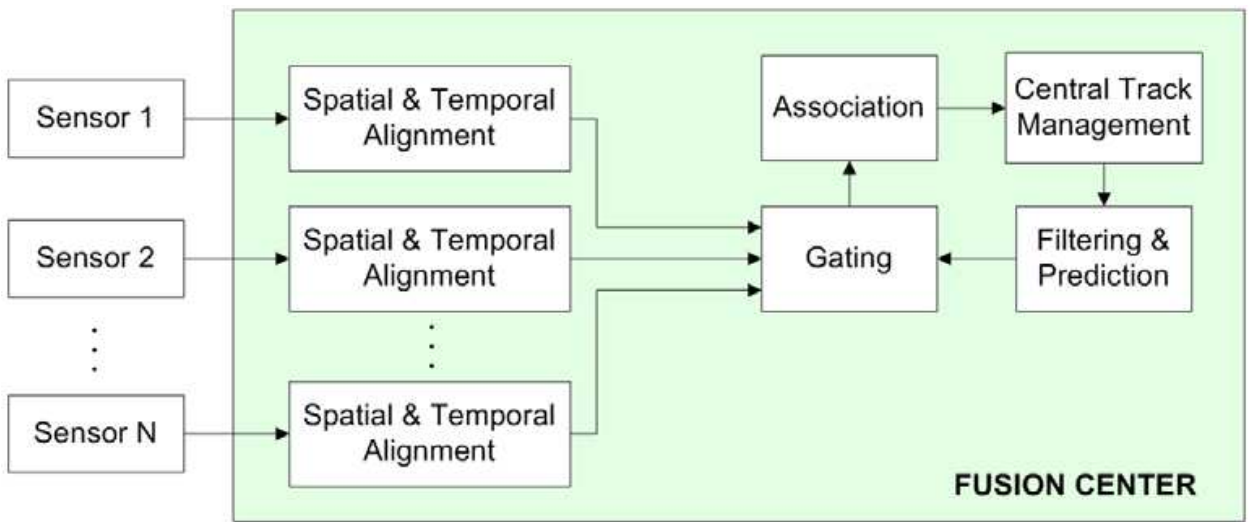 Sensor 1
Spatial & Temporal
Alignment
Association
Central Track
Management
Sensor 2
Spatial & Temporal
Alignment
Gating
Filtering &
Prediction
Sensor N
Spatial & Temporal
Alignment
FUSION CENTER